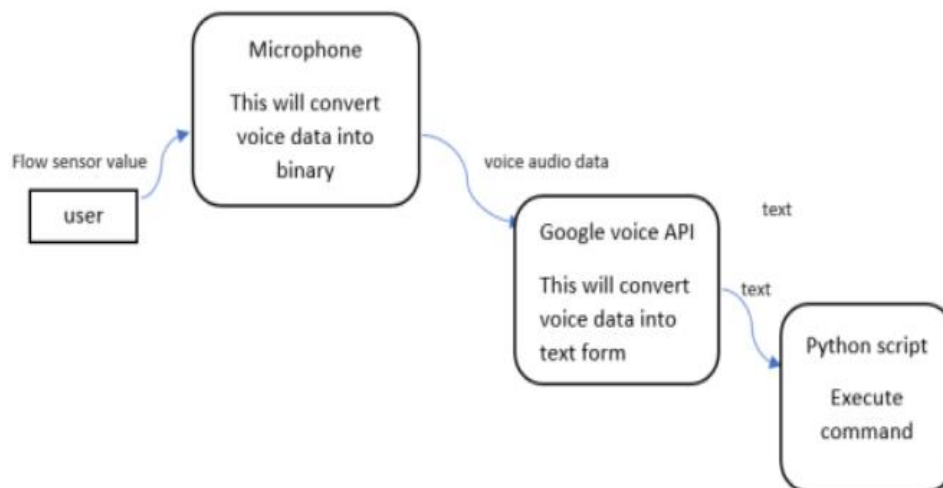 Microphone
This will convert
voice data into
binary
Flow sensor value
user
voice audio data
Google voice API
This will convert
voice data into
text form
text
text
Python script
Execute
command